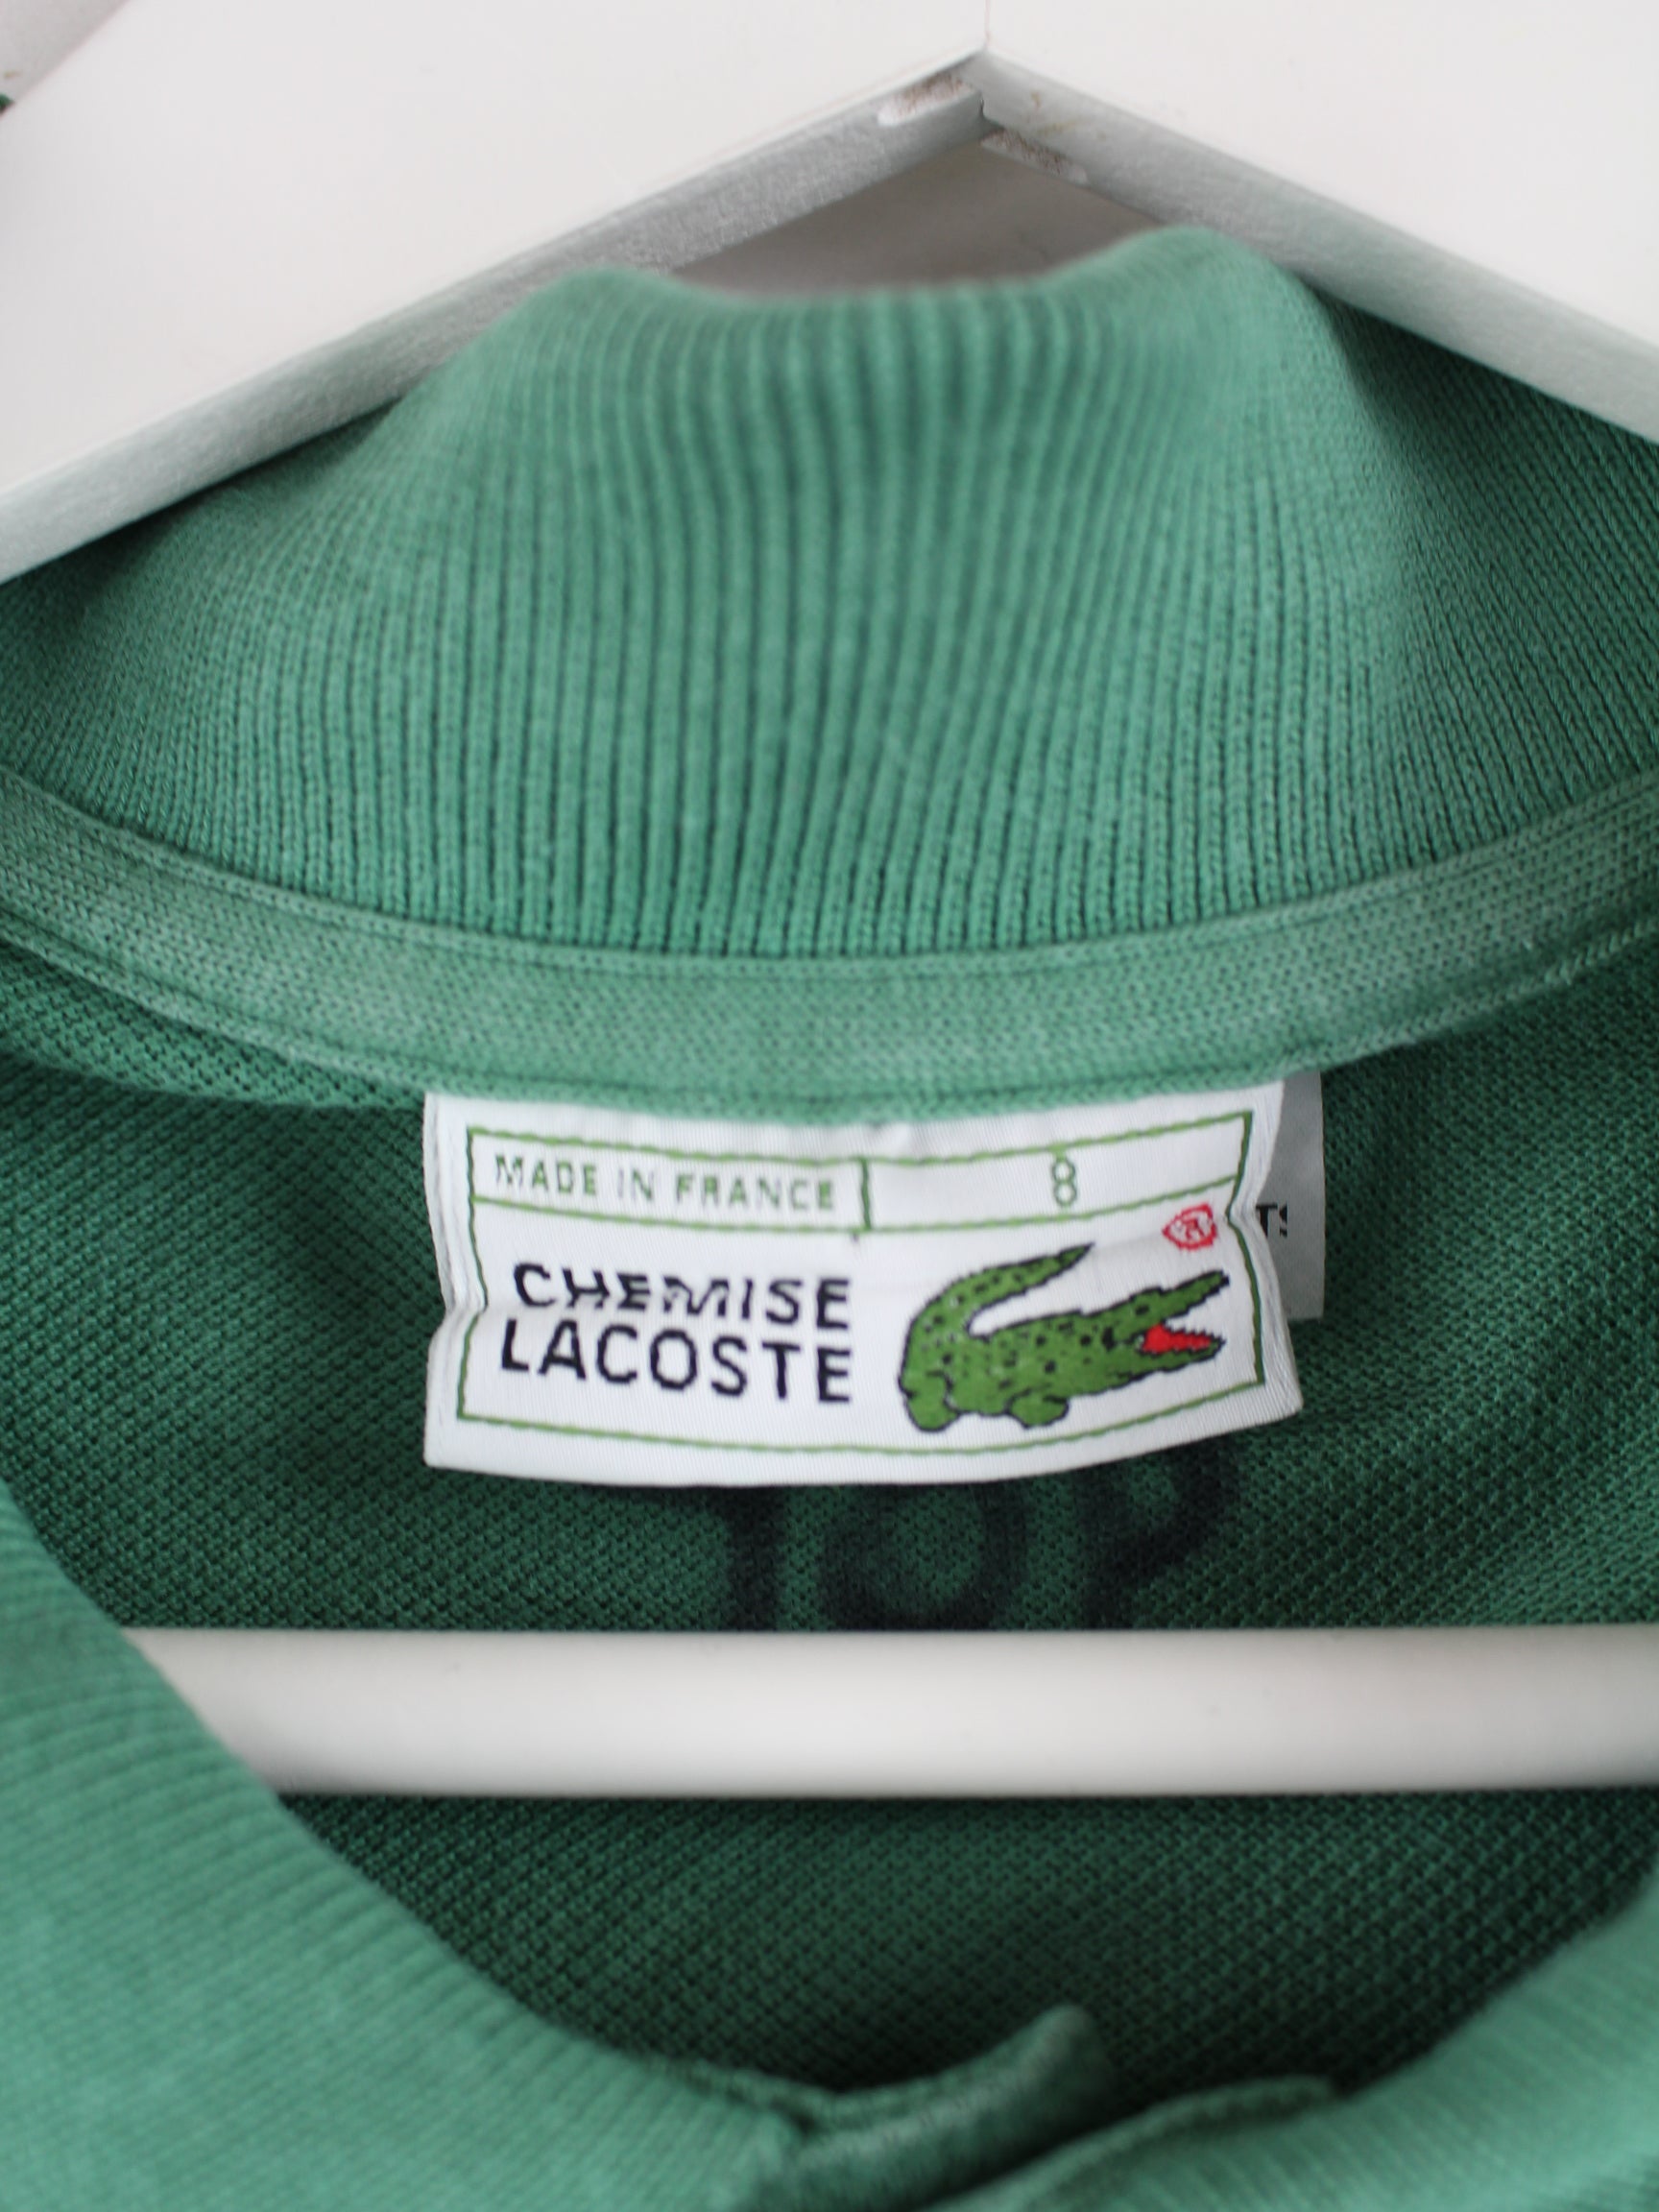 MADE IN FRANCE 8
®
CHEMISE
LACOSTE